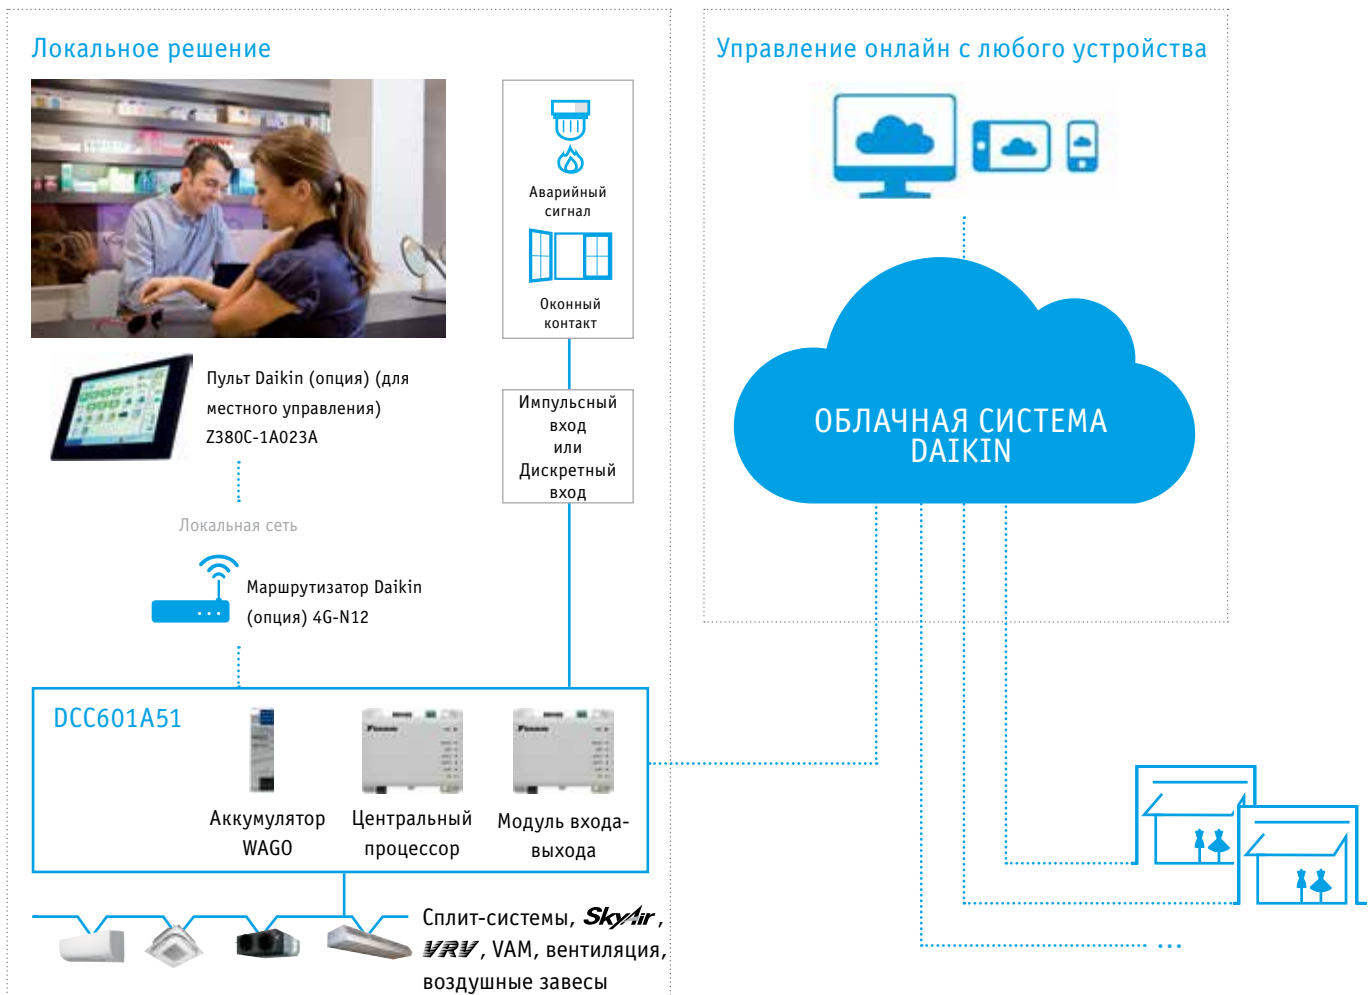 Локальное решение
Аварийный
сигнал
Оконный
контакт
Пульт Daikin (опция) (для
местного управления)
Z380C-1A023A
Импульсный
вход
или
Дискретный
вход
Локальная сеть
Маршрутизатор Daikin
(опция) 4G-N12
DCC601A51
Аккумулятор
WAGO
Центральный
процессор
Модуль входа-
выхода
Сплит-системы, SkyAir,
VRV, VAM, вентиляция,
воздушные завесы
Управление онлайн с любого устройства
ОБЛАЧНАЯ СИСТЕМА
DAIKIN
...